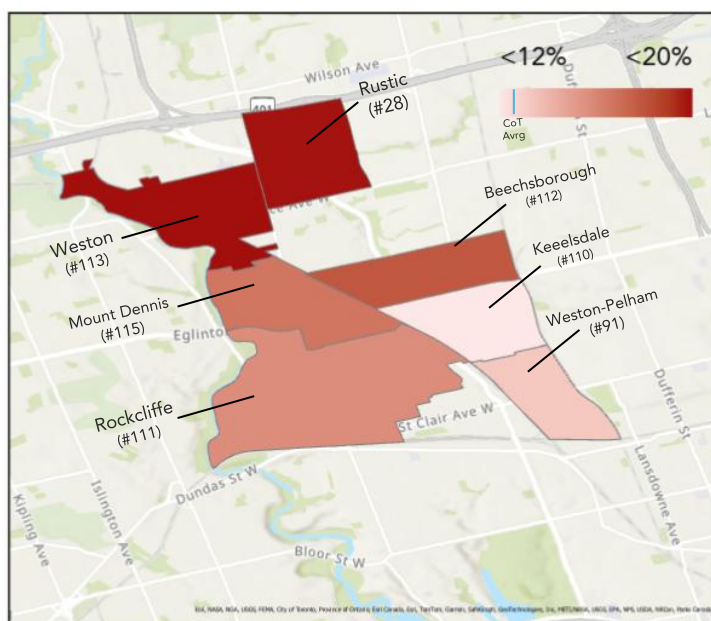 <12% <20%
CoT
Avrg
Wilson Ave
401
Rustic
(#28)
Beechsborough
(#112)
Keeelsdale
(#110)
Weston
(#113)
Mount Dennis
(#115)
Weston-Pelham
(#91)
Eglinto
Rockcliffe
(#111)
St Clair Ave W
Dufferin St
Dundas St W
Lansdowne Ave
Islington Ave
Kipling Ave
Bloor St W